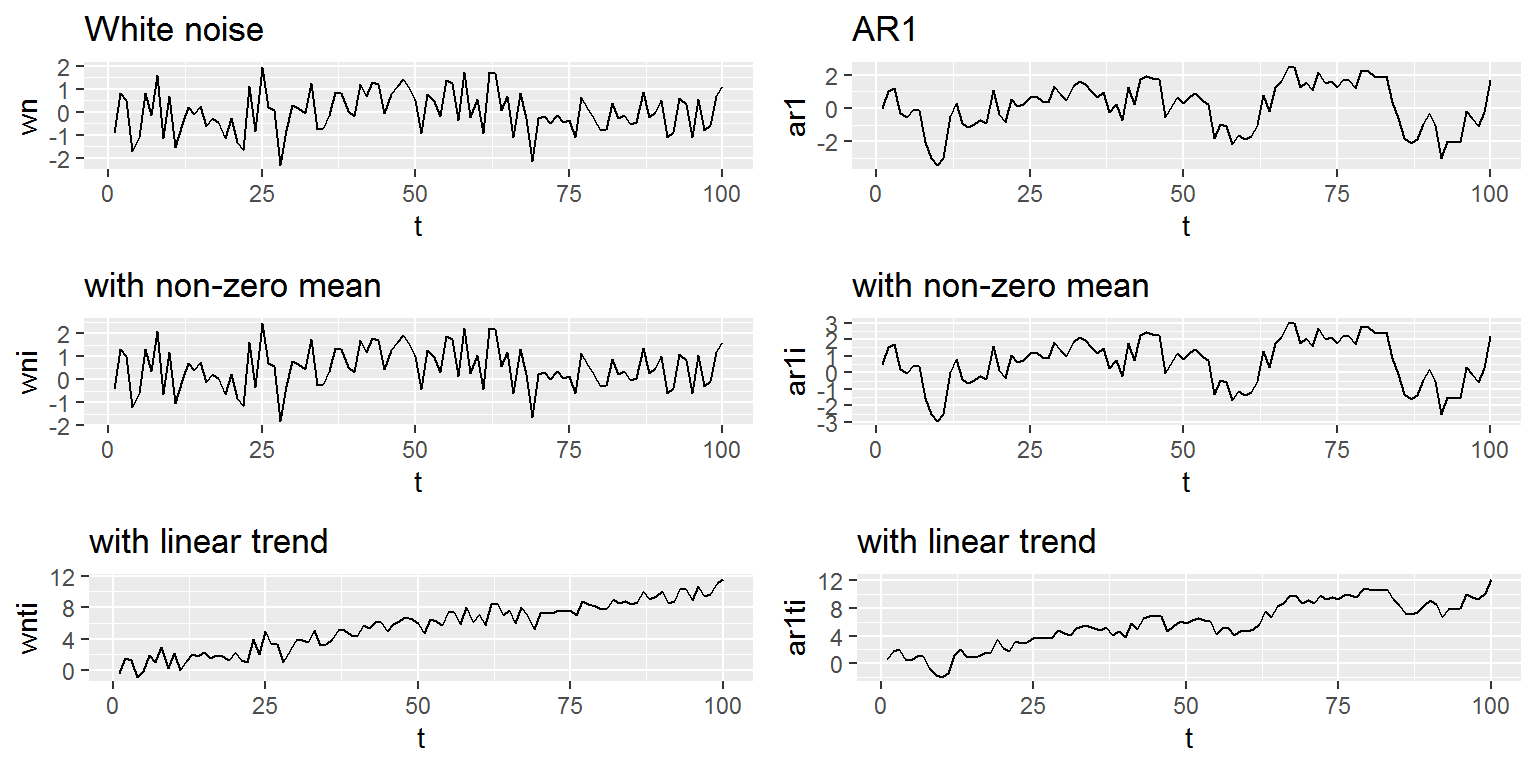 White noise
wn
2
1
0
-1
-2
0 25 50 75 100
t
AR1
ar1
2
0
-2
0 25 50 75 100
t
with non-zero mean
wni
2
1
0
-1
-2
0 25 50 75 100
t
with non-zero mean
ar1i
3
2
1
0
-1
-2
-3
0 25 50 75 100
t
with linear trend
wnti
12
8
4
0
0 25 50 75 100
t
with linear trend
ar1ti
12
8
4
0
0 25 50 75 100
t